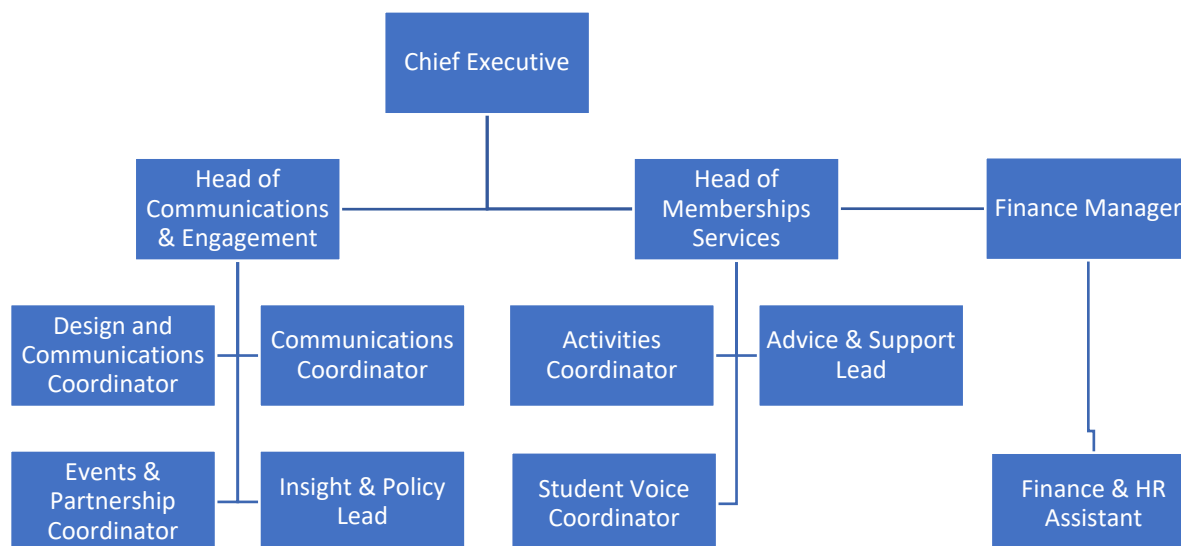 Chief Executive
Head of
Communications
& Engagement
Head of
Memberships
Services
Finance Manager
Design and
Communications
Coordinator
Communications
Coordinator
Activities
Coordinator
Advice & Support
Lead
Events &
Partnership
Coordinator
Insight & Policy
Lead
Student Voice
Coordinator
Finance & HR
Assistant